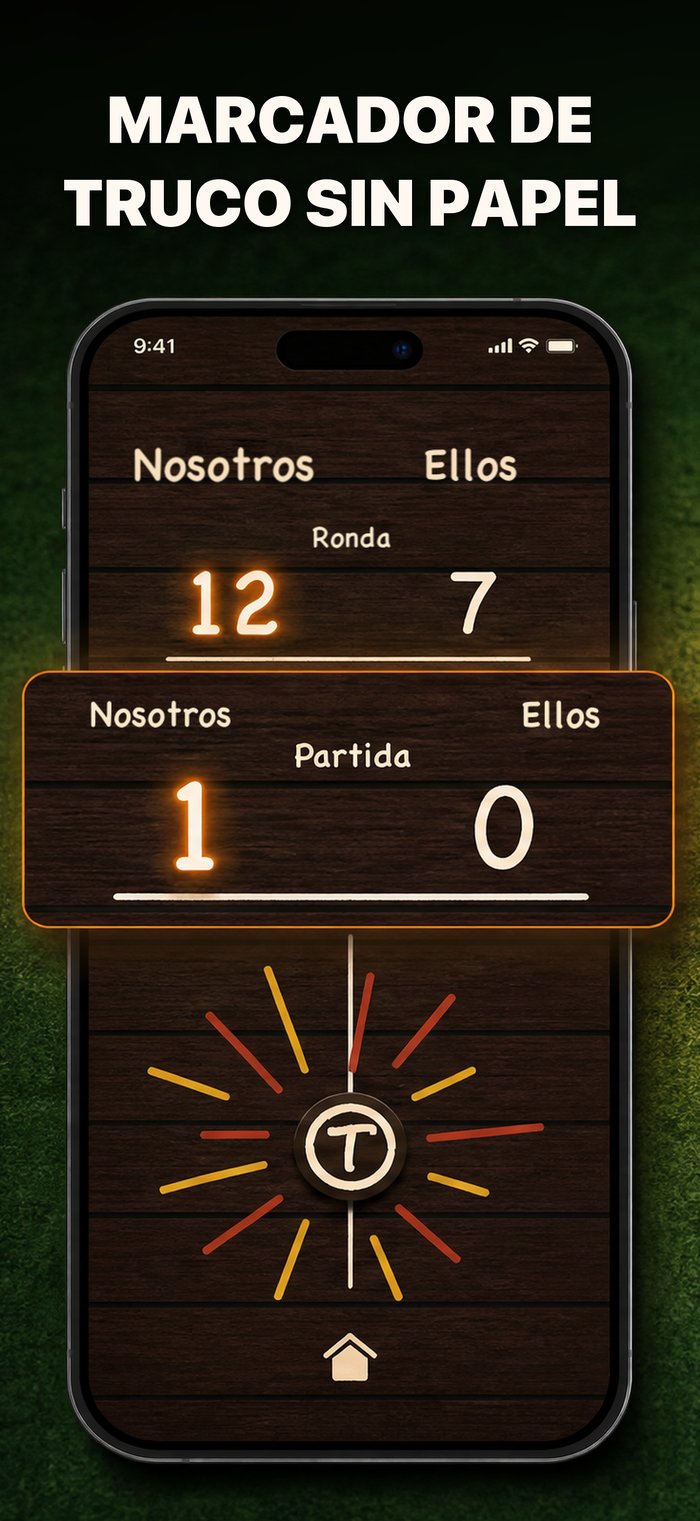 MARCADOR DE
TRUCO SIN PAPEL
9:41
Nosotros Ellos
Ronda
12 7
Nosotros Ellos
Partida
1 0
T